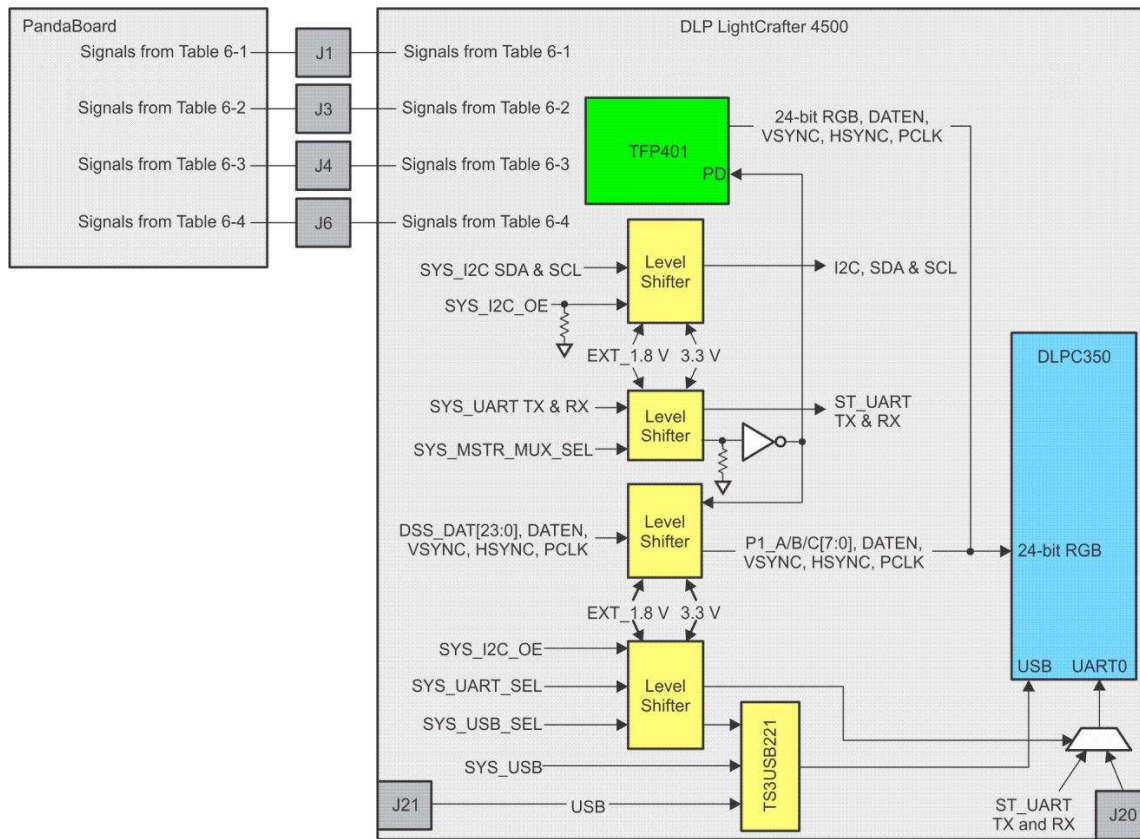 PandaBoard
DLP LightCrafter 4500
Signals from Table 6-1
J1
Signals from Table 6-1
Signals from Table 6-2
J3
Signals from Table 6-2
Signals from Table 6-3
J4
Signals from Table 6-3
Signals from Table 6-4
J6
Signals from Table 6-4
TFP401
PD
24-bit RGB, DATEN,
VSYNC, HSYNC, PCLK
SYS_I2C SDA & SCL
SYS_I2C_OE
Level
Shifter
I2C, SDA & SCL
EXT_1.8 V
3.3 V
SYS_UART TX & RX
SYS_MSTR_MUX_SEL
Level
Shifter
ST_UART
TX & RX
DSS_DAT[23:0], DATEN,
VSYNC, HSYNC, PCLK
Level
Shifter
P1_A/B/C[7:0], DATEN,
VSYNC, HSYNC, PCLK
DLPC350
24-bit RGB
USB
UART0
EXT_1.8 V
3.3 V
SYS_I2C_OE
SYS_UART_SEL
SYS_USB_SEL
Level
Shifter
SYS_USB
TS3USB221
J21
USB
ST_UART
TX and RX
J20